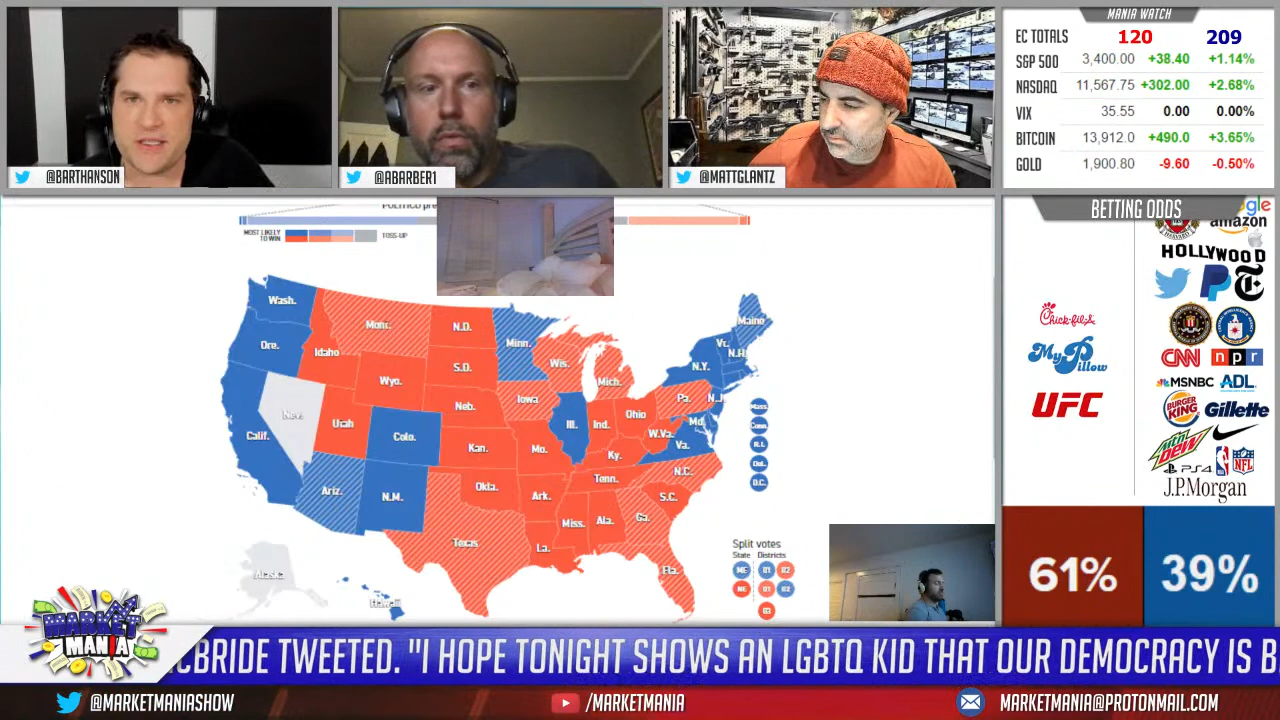 @BARTHANSON
@ABARBER1
@MATTGLANTZ
MANIA WATCH
EC TOTALS 120 209
S&P 500 3,400.00 +38.40 +1.14%
NASDAQ 11,567.75 +302.00 +2.68%
VIX 35.55 0.00 0.00%
BITCOIN 13,912.0 +490.0 +3.65%
GOLD 1,900.80 -9.60 -0.50%
BETTING ODDS
amazon
HOLLYWOOD
Chick-fil-A
MyPillow
UFC
CNN npr
MSNBC ADL
BURGER KING Gillette
MTN DEW
PS4 NBA NFL
J.P.Morgan
61% 39%
MOST LIKELY TO WIN
TOSS-UP
Wash.
Ore.
Calif.
Nev.
Idaho
Mont.
Wyo.
Utah
Colo.
Ariz.
N.M.
N.D.
S.D.
Neb.
Kan.
Okla.
Texas
Minn.
Iowa
Mo.
Ark.
La.
Wis.
Ill.
Mich.
Ind.
Ohio
Ky.
Tenn.
Miss.
Ala.
Ga.
Fla.
S.C.
N.C.
Va.
W.Va.
Md.
Pa.
N.J.
N.Y.
Vt.
N.H.
Maine
Mass.
Conn.
R.I.
Del.
D.C.
Alaska
Hawaii
Split votes
State Districts
ME 01 02
NE 01 02
03
MARKET MANIA
CBRIDE TWEETED. "I HOPE TONIGHT SHOWS AN LGBTQ KID THAT OUR DEMOCRACY IS B
@MARKETMANIASHOW
/MARKETMANIA
MARKETMANIA@PROTONMAIL.COM